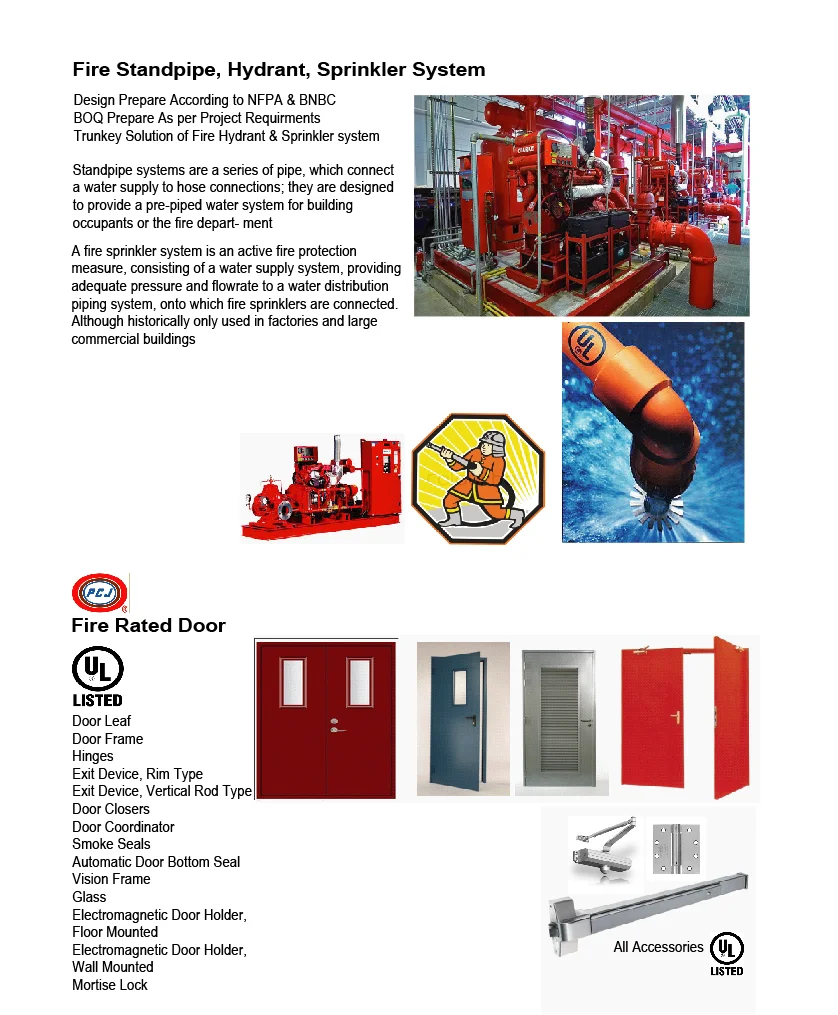 Fire Standpipe, Hydrant, Sprinkler System
Design Prepare According to NFPA & BNBC
BOQ Prepare As per Project Requirments
Trunkey Solution of Fire Hydrant & Sprinkler system
Standpipe systems are a series of pipe, which connect
a water supply to hose connections; they are designed
to provide a pre-piped water system for building
occupants or the fire depart- ment
A fire sprinkler system is an active fire protection
measure, consisting of a water supply system, providing
adequate pressure and flowrate to a water distribution
piping system, onto which fire sprinklers are connected.
Although historically only used in factories and large
commercial buildings
CLARKE
UL
PCJ
®
Fire Rated Door
UL
LISTED
Door Leaf
Door Frame
Hinges
Exit Device, Rim Type
Exit Device, Vertical Rod Type
Door Closers
Door Coordinator
Smoke Seals
Automatic Door Bottom Seal
Vision Frame
Glass
Electromagnetic Door Holder,
Floor Mounted
Electromagnetic Door Holder,
Wall Mounted
Mortise Lock
All Accessories
UL
LISTED